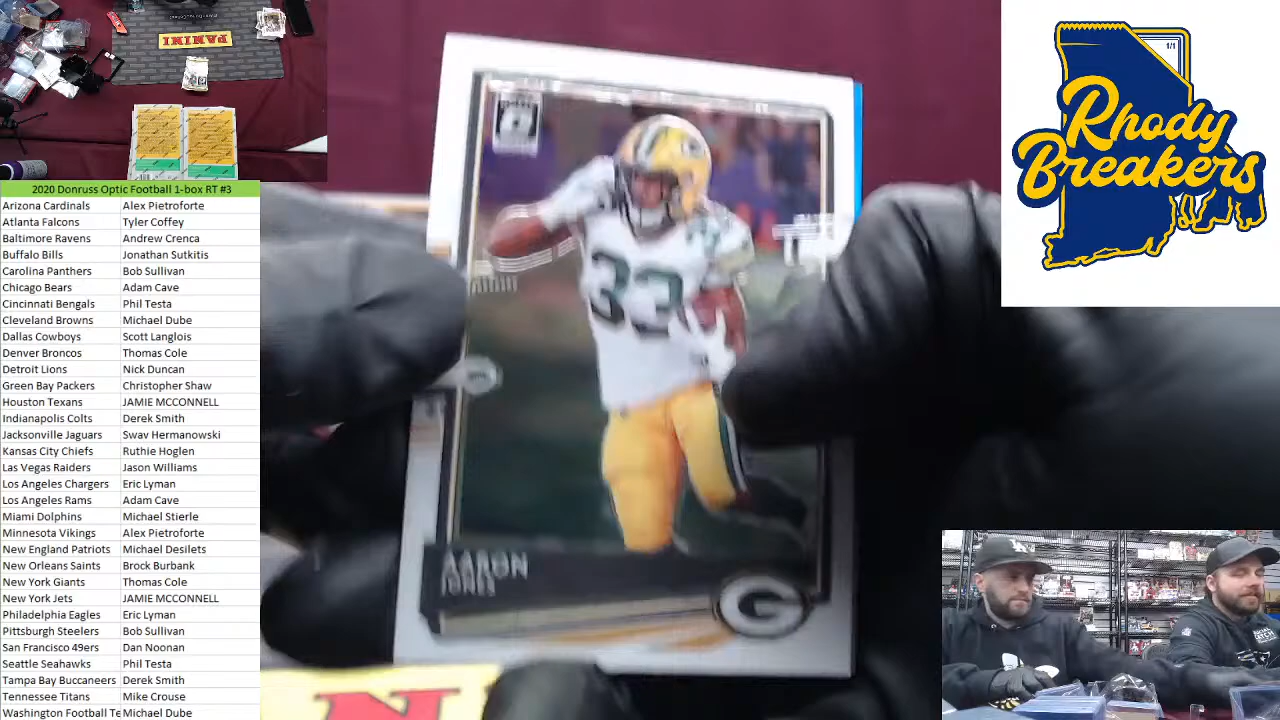 PANINI
1/1
Rhody
Breakers
2020 Donruss Optic Football 1-box RT #3
Arizona Cardinals Alex Pietroforte
Atlanta Falcons Tyler Coffey
Baltimore Ravens Andrew Crenca
Buffalo Bills Jonathan Sutkitis
Carolina Panthers Bob Sullivan
Chicago Bears Adam Cave
Cincinnati Bengals Phil Testa
Cleveland Browns Michael Dube
Dallas Cowboys Scott Langlois
Denver Broncos Thomas Cole
Detroit Lions Nick Duncan
Green Bay Packers Christopher Shaw
Houston Texans JAMIE MCCONNELL
Indianapolis Colts Derek Smith
Jacksonville Jaguars Swav Hermanowski
Kansas City Chiefs Ruthie Hoglen
Las Vegas Raiders Jason Williams
Los Angeles Chargers Eric Lyman
Los Angeles Rams Adam Cave
Miami Dolphins Michael Stierle
Minnesota Vikings Alex Pietroforte
New England Patriots Michael Desilets
New Orleans Saints Brock Burbank
New York Giants Thomas Cole
New York Jets JAMIE MCCONNELL
Philadelphia Eagles Eric Lyman
Pittsburgh Steelers Bob Sullivan
San Francisco 49ers Dan Noonan
Seattle Seahawks Phil Testa
Tampa Bay Buccaneers Derek Smith
Tennessee Titans Mike Crouse
Washington Football Te Michael Dube
33
AARON
JONES
G